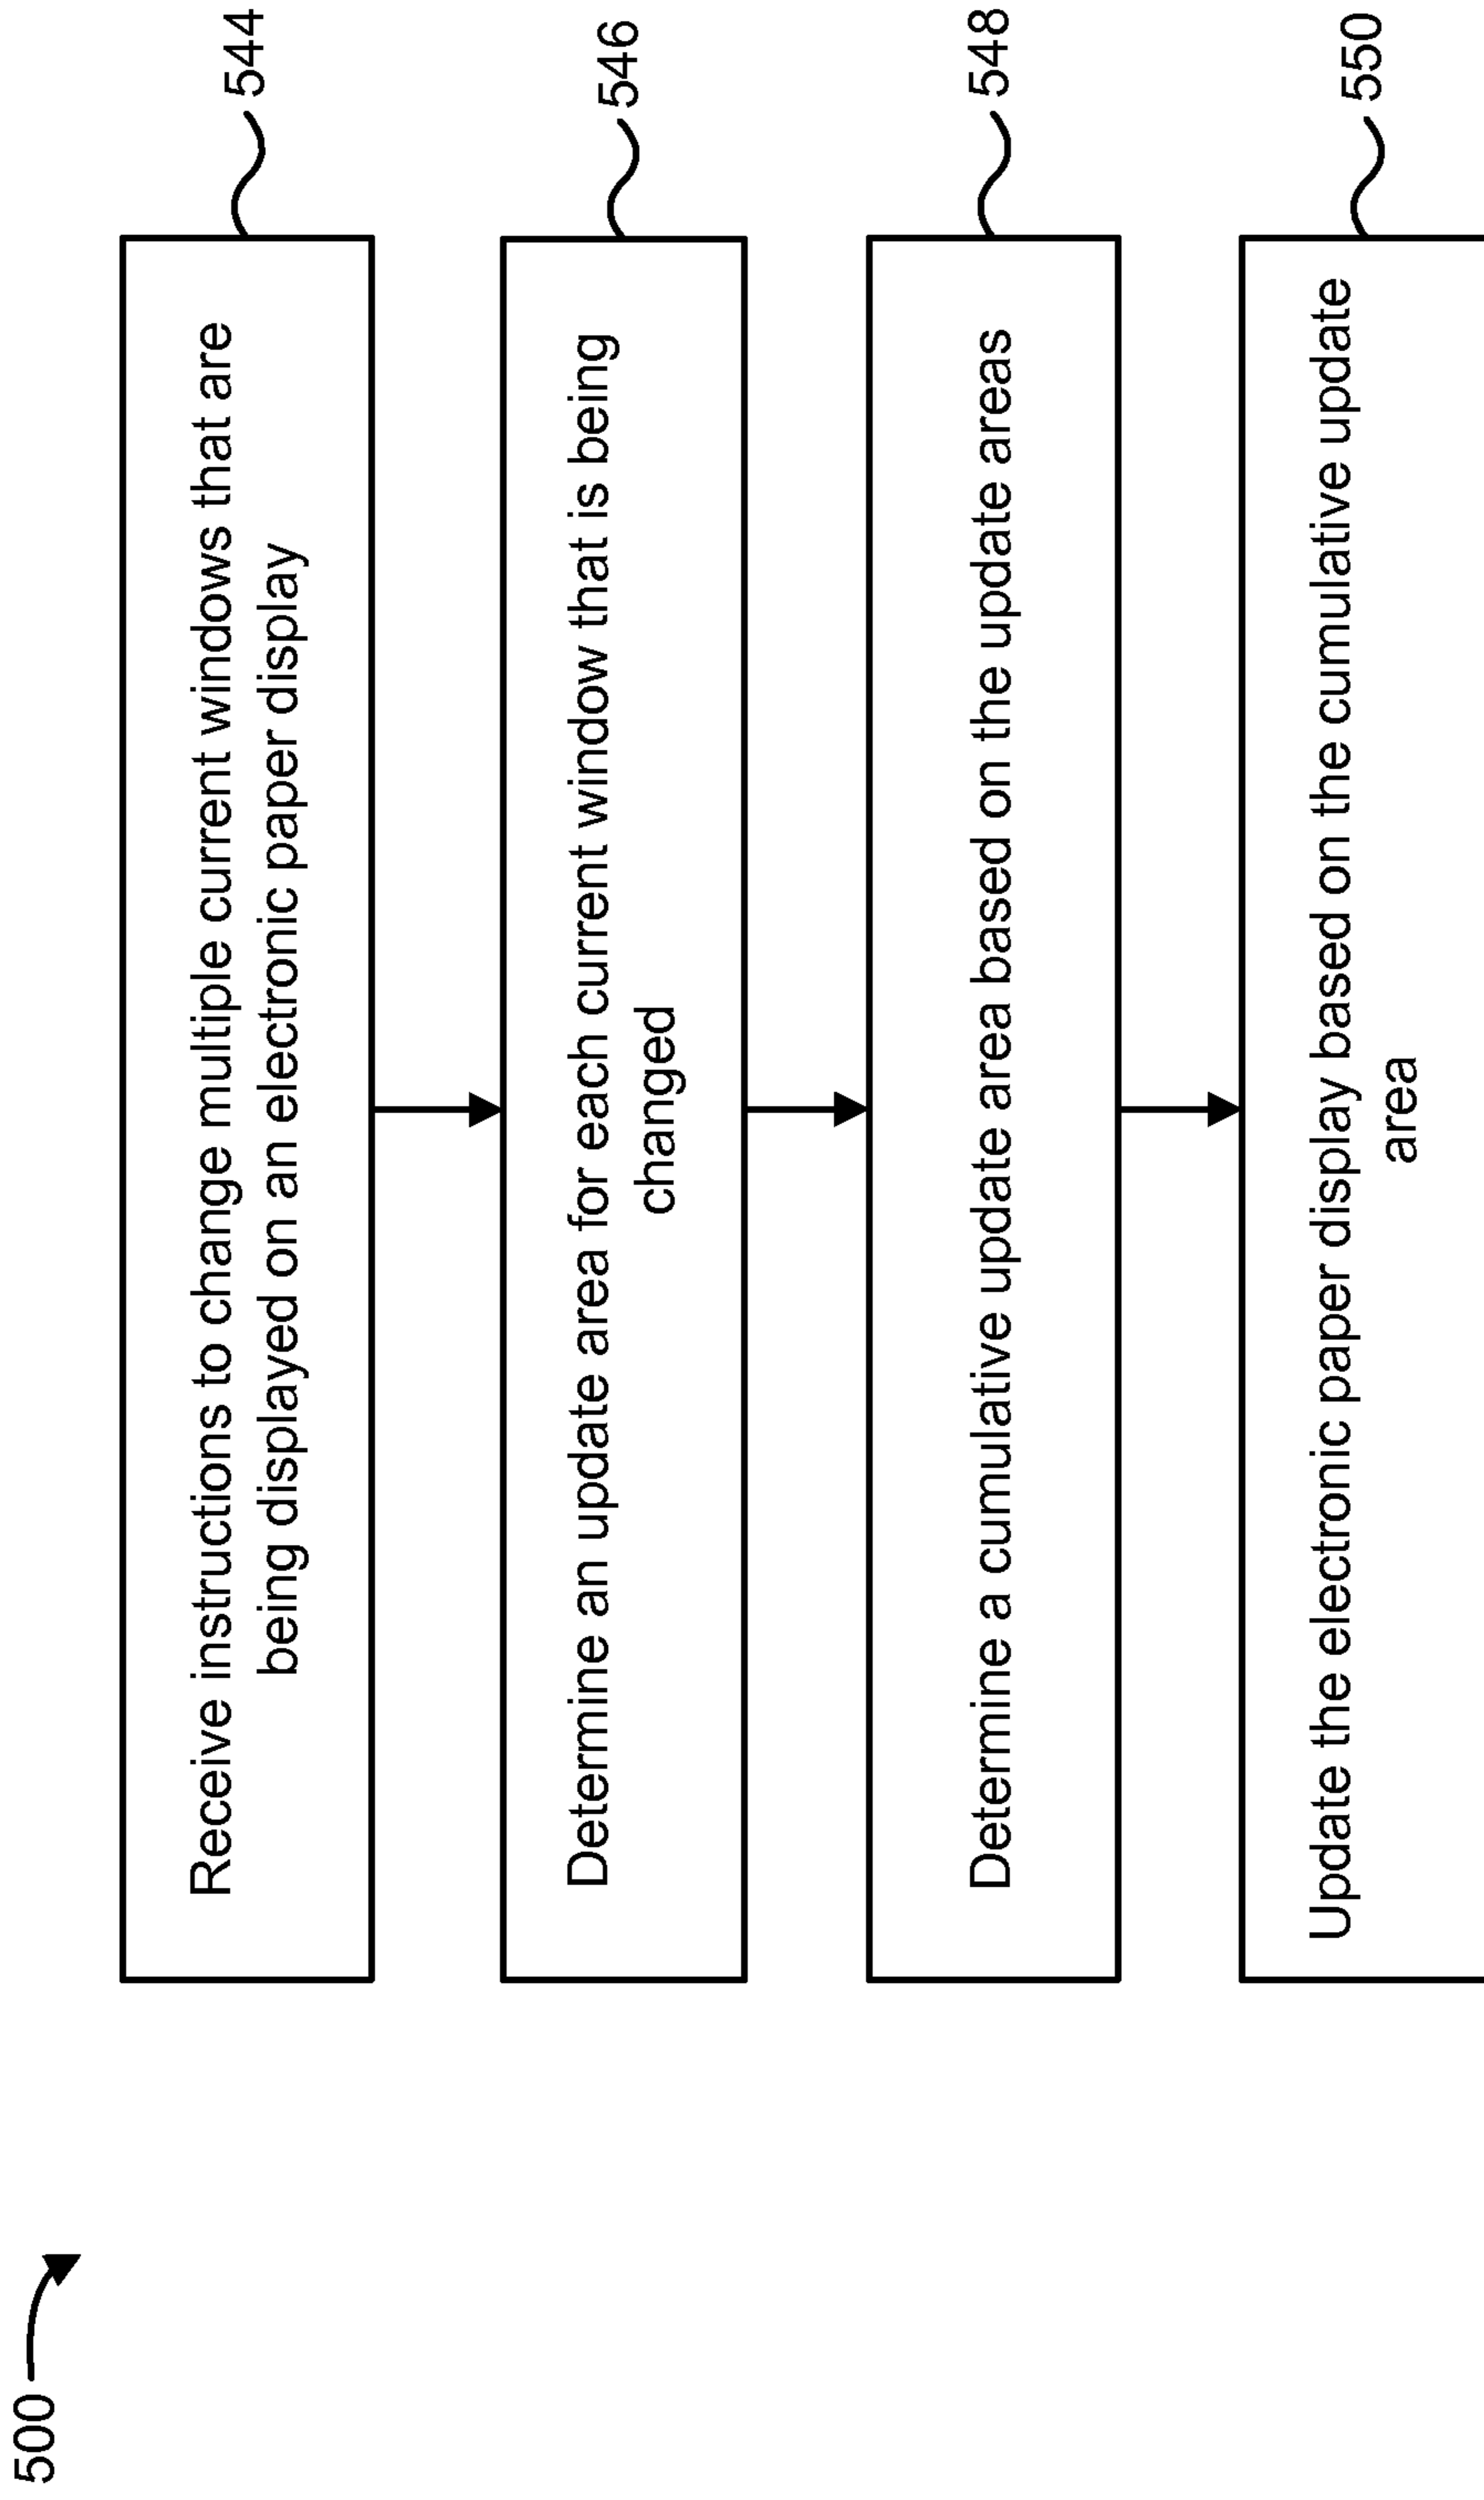 500
Receive instructions to change multiple current windows that are
being displayed on an electronic paper display
544
Determine an update area for each current window that is being
changed
546
Determine a cumulative update area based on the update areas
548
Update the electronic paper display based on the cumulative update
area
550